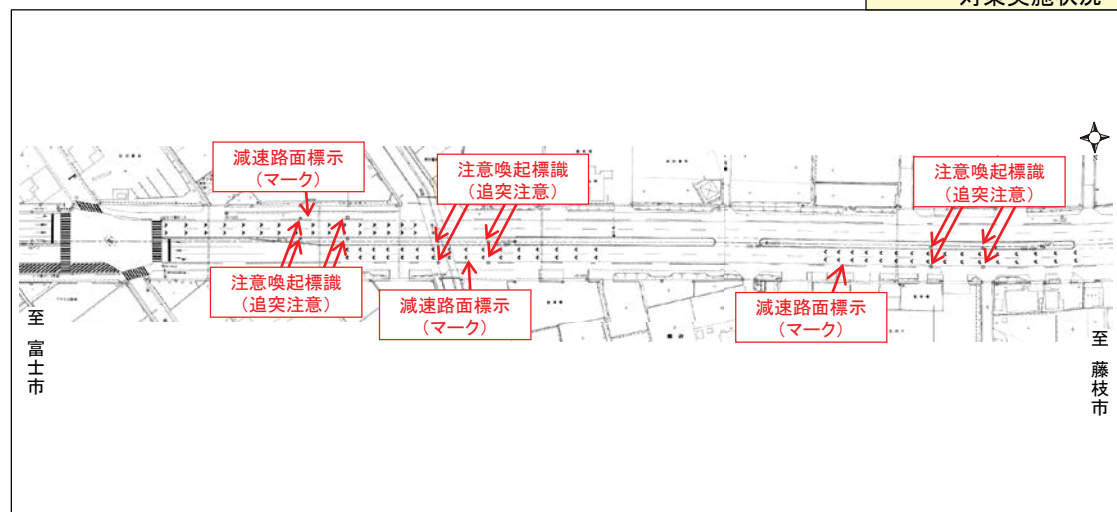 対策実施状況
減速路面標示
(マーク)
注意喚起標識
(追突注意)
注意喚起標識
(追突注意)
注意喚起標識
(追突注意)
減速路面標示
(マーク)
減速路面標示
(マーク)
至 富士市
至 藤枝市